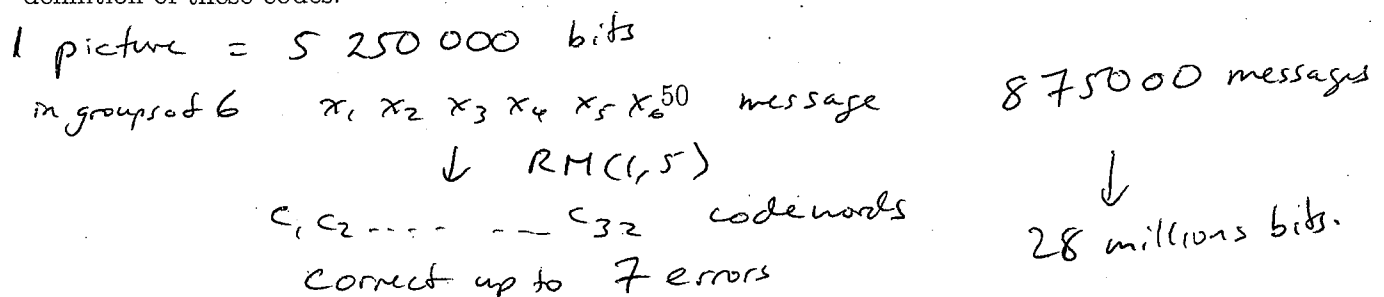 definition of these codes.
1 picture = 5 250 000 bits
in groups of 6 x₁ x₂ x₃ x₄ x₅ x₆ message 875000 messages
50
↓ RM(1,5) ↓
c₁ c₂ .... .. — c₃₂ codewords 28 millions bits.
correct up to 7 errors